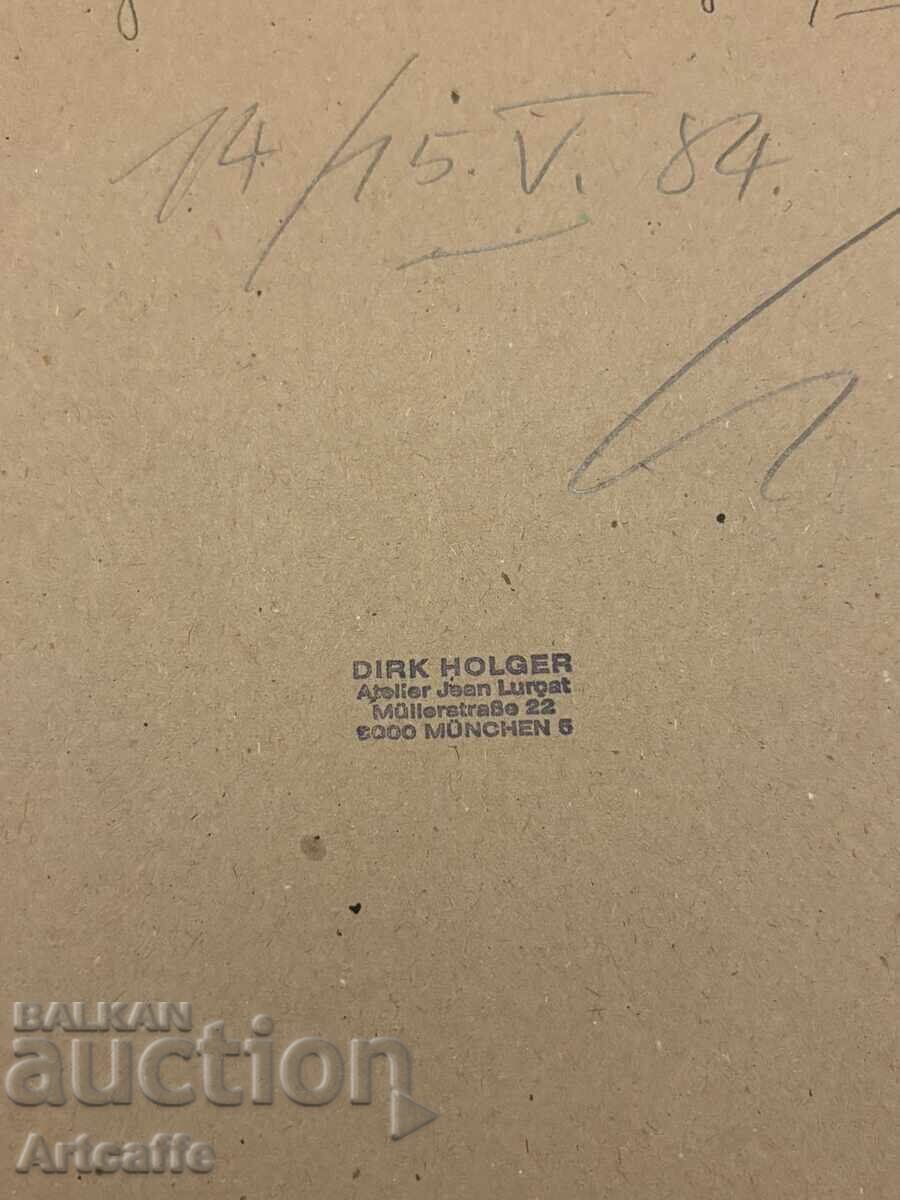 14./15. V. 84.
DIRK HOLGER
Atelier Jean Lurçat
Müllerstraße 22
8000 MÜNCHEN 5
BALKAN
auction
Artcaffe